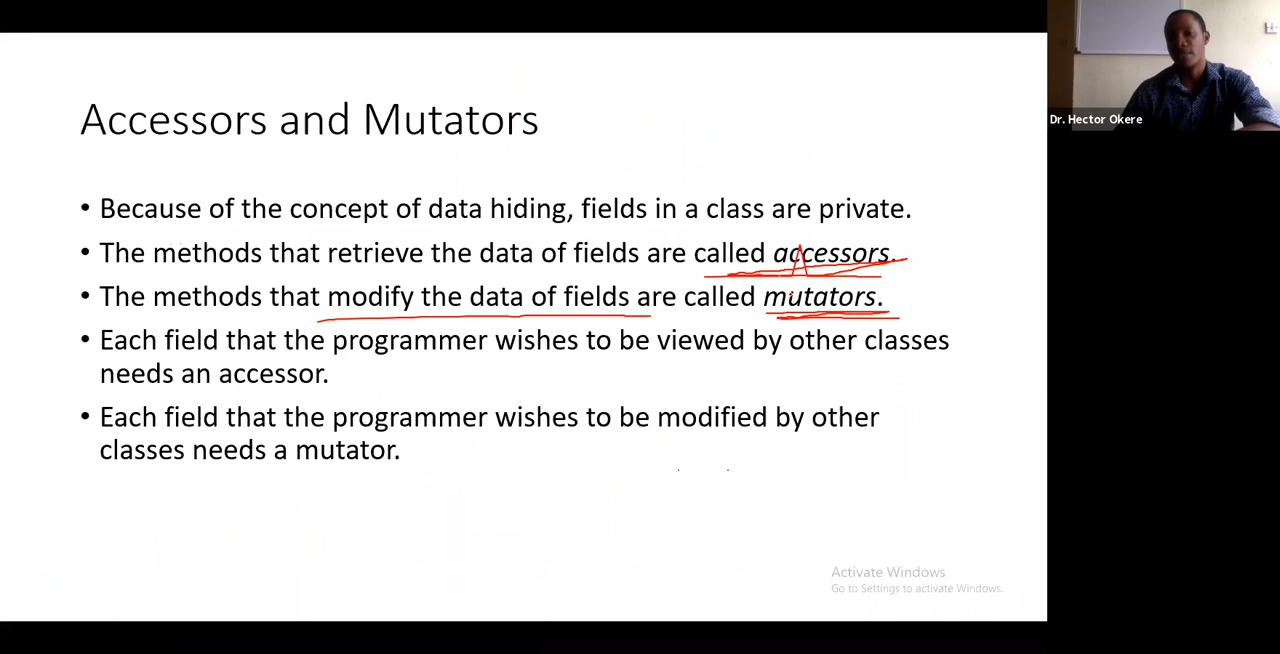 Accessors and Mutators
• Because of the concept of data hiding, fields in a class are private.
• The methods that retrieve the data of fields are called accessors.
• The methods that modify the data of fields are called mutators.
• Each field that the programmer wishes to be viewed by other classes
needs an accessor.
• Each field that the programmer wishes to be modified by other
classes needs a mutator.
Activate Windows
Go to Settings to activate Windows.
Dr. Hector Okere